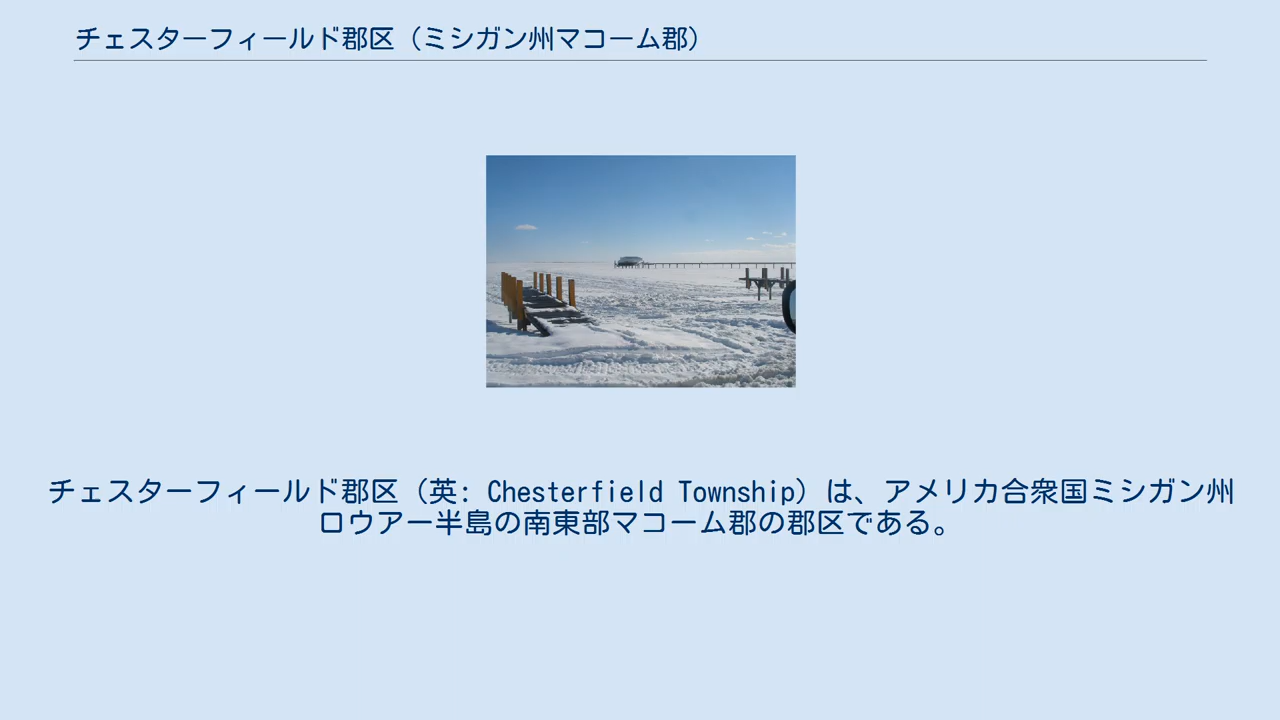 チェスターフィールド郡区（ミシガン州マコーム郡）
チェスターフィールド郡区（英: Chesterfield Township）は、アメリカ合衆国ミシガン州
ロウアー半島の南東部マコーム郡の郡区である。